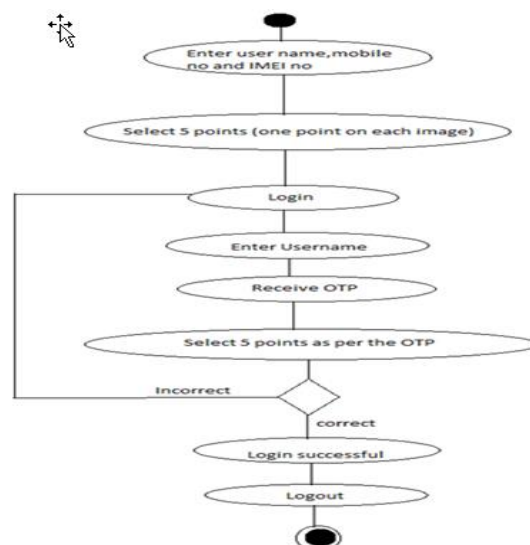 Enter user name,mobile
no and IMEI no
Select 5 points (one point on each image)
Login
Enter Username
Receive OTP
Select 5 points as per the OTP
Incorrect
correct
Login successful
Logout